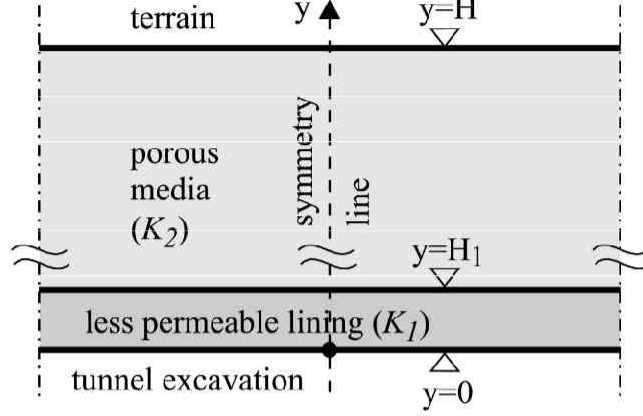 terrain
y
y=H
porous
media
(K2)
symmetry
line
y=H1
less permeable lining (K1)
tunnel excavation
y=0